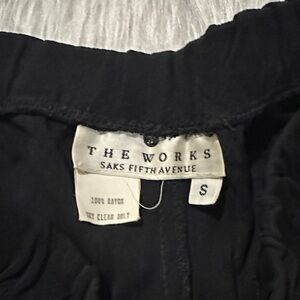 THE WORKS
SAKS FIFTH AVENUE
S
100% RAYON
DRY CLEAN ONLY